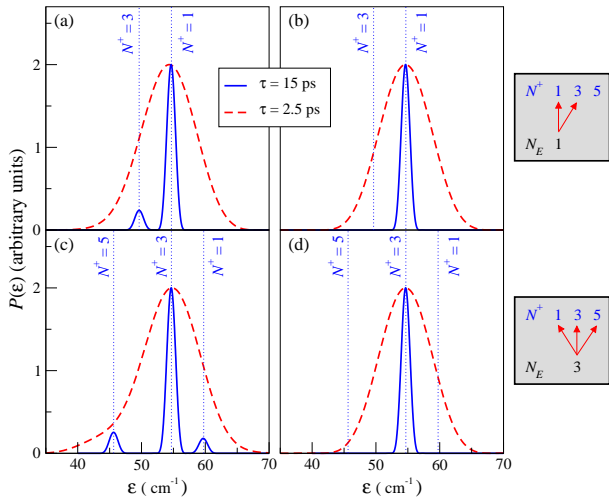 (a)
N⁺ = 3
N⁺ = 1
(b)
N⁺ = 3
N⁺ = 1
τ = 15 ps
τ = 2.5 ps
2
1
0
N⁺ 1 3 5
N_E 1
P(ε) (arbitrary units)
(c)
N⁺ = 5
N⁺ = 3
N⁺ = 1
(d)
N⁺ = 5
N⁺ = 3
N⁺ = 1
2
1
0
N⁺ 1 3 5
N_E 3
40 50 60 70
40 50 60 70
ε ( cm⁻¹)
ε ( cm⁻¹)